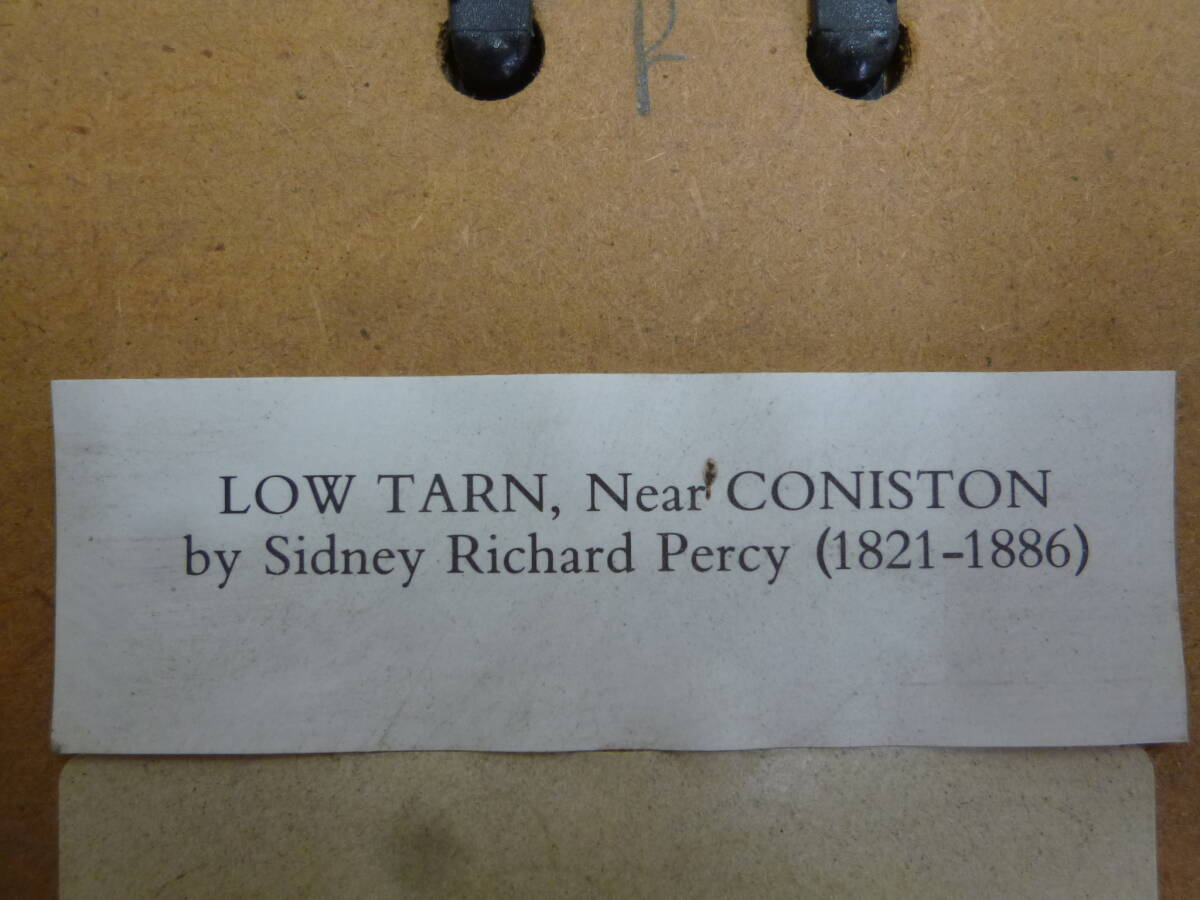 LOW TARN, Near CONISTON
by Sidney Richard Percy (1821-1886)